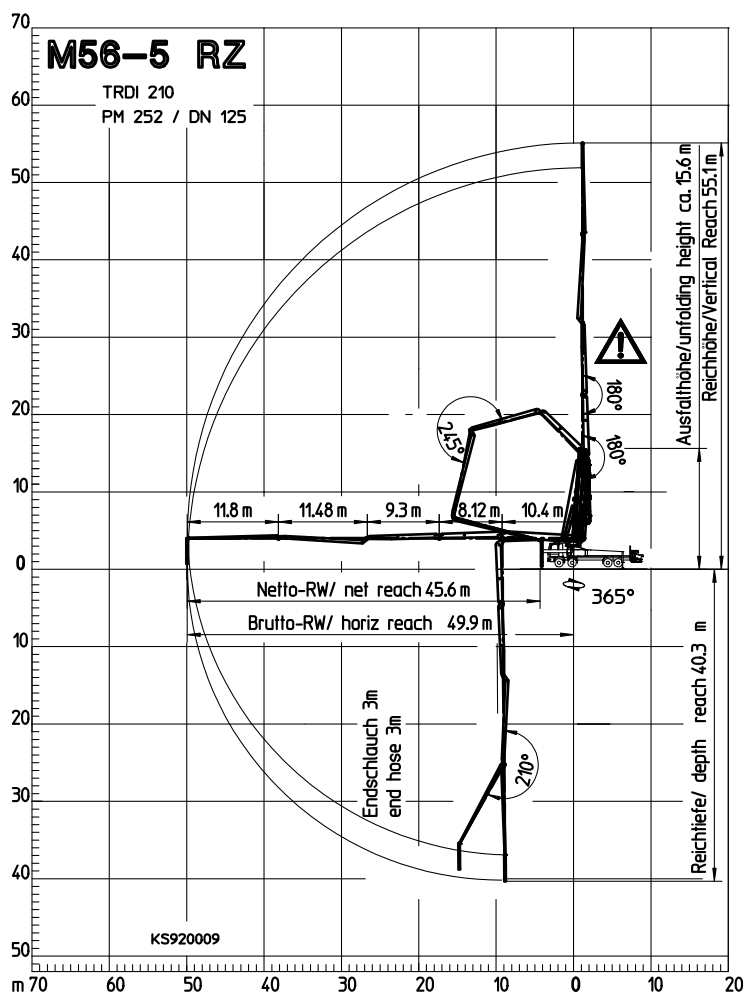 70
M56-5 RZ
TRDI 210
60
PM 252 / DN 125
50
40
30
20
10
0
10
20
30
40
50
Ausfalthöhe/unfolding height ca. 15.6 m
Reichhöhe/Vertical Reach 55.1 m
180°
180°
245°
11.8 m 11.48 m 9.3 m 8.12 m 10.4 m
Netto-RW/ net reach 45.6 m
365°
Brutto-RW/ horiz reach 49.9 m
Endschlauch 3m
end hose 3m
210°
Reichtiefe/ depth reach 40.3 m
KS920009
m 70 60 50 40 30 20 10 0 10 20